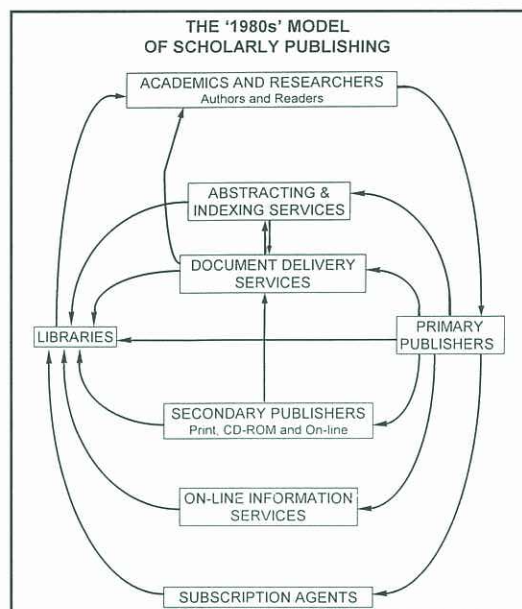 THE ‘1980s’ MODEL
OF SCHOLARLY PUBLISHING
ACADEMICS AND RESEARCHERS
Authors and Readers
ABSTRACTING &
INDEXING SERVICES
DOCUMENT DELIVERY
SERVICES
LIBRARIES
PRIMARY
PUBLISHERS
SECONDARY PUBLISHERS
Print, CD-ROM and On-line
ON-LINE INFORMATION
SERVICES
SUBSCRIPTION AGENTS